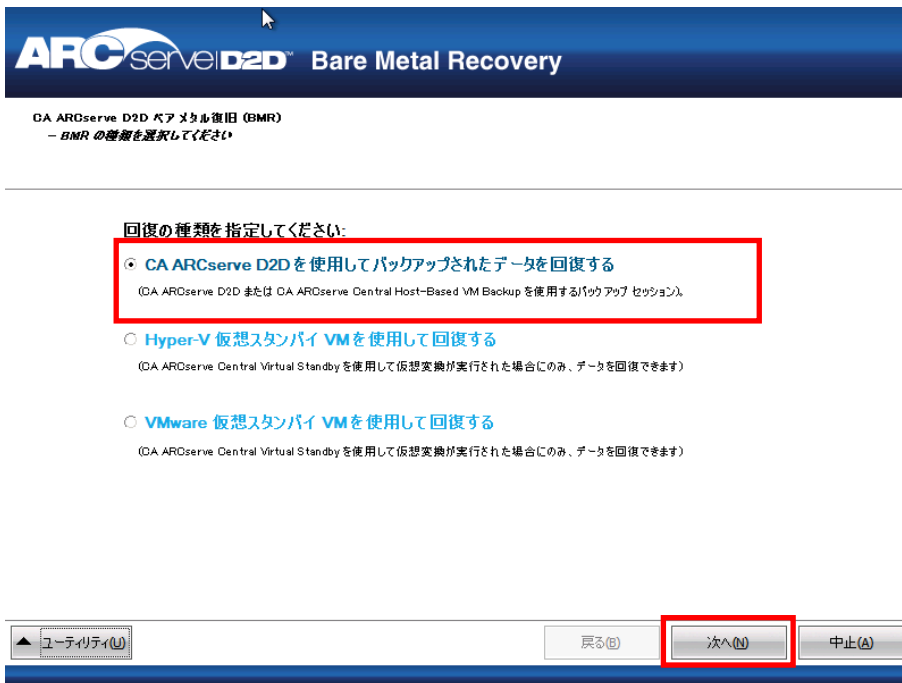 ARCserve D2D™ Bare Metal Recovery
CA ARCserve D2D ベア メタル復旧 (BMR)
– BMR の種類を選択してください
回復の種類を指定してください:
CA ARCserve D2D を使用してバックアップされたデータを回復する
(CA ARCserve D2D または CA ARCserve Central Host-Based VM Backup を使用するバックアップ セッション)。
Hyper-V 仮想スタンバイ VM を使用して回復する
(CA ARCserve Central Virtual Standby を使用して仮想変換が実行された場合にのみ、データを回復できます)
VMware 仮想スタンバイ VM を使用して回復する
(CA ARCserve Central Virtual Standby を使用して仮想変換が実行された場合にのみ、データを回復できます)
ユーティリティ(U) 戻る(B) 次へ(N) 中止(A)